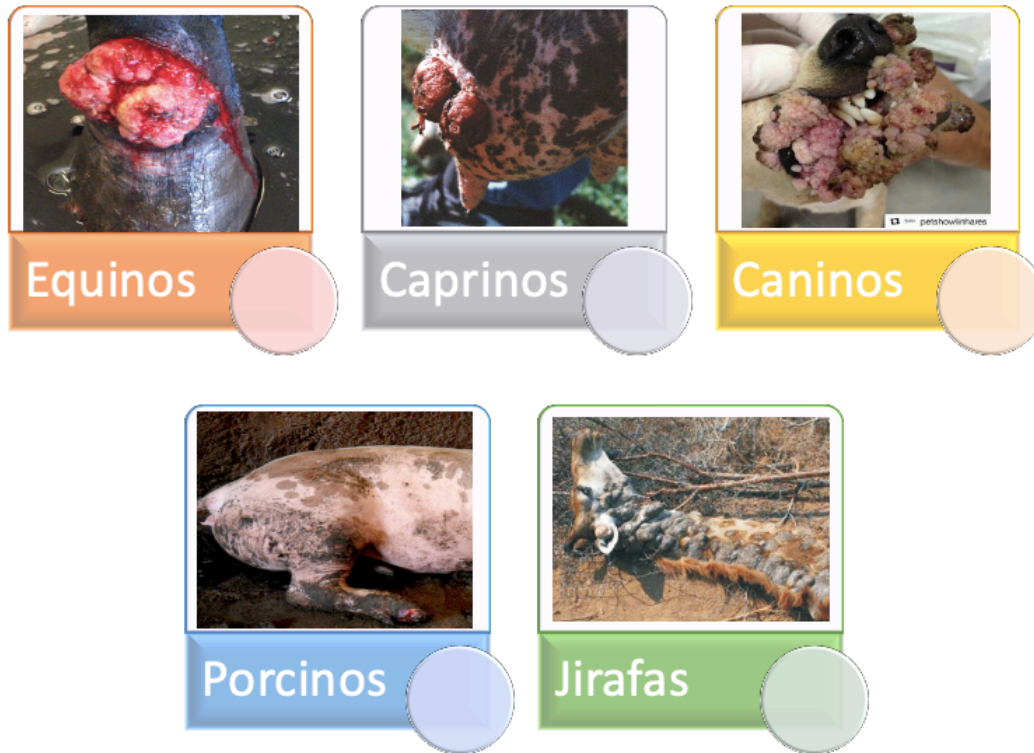 petshowlinhares
Equinos
Caprinos
Caninos
Porcinos
Jirafas